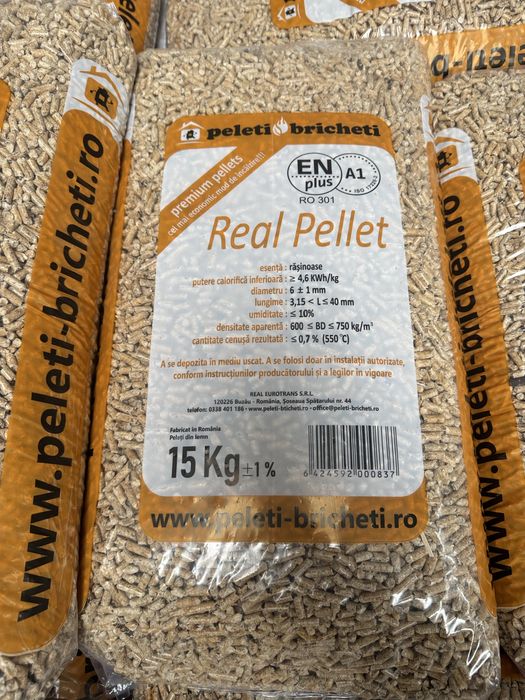 peleti bricheti
premium pellets
cel mai economic mod de încălzire!!!
EN
plus
A1
RO 301
Real Pellet
esență : rășinoase
putere calorifică inferioară : ≥ 4,6 KWh/kg
diametru : 6 ± 1 mm
lungime : 3,15 < L ≤ 40 mm
umiditate : ≤ 10%
densitate aparentă : 600 ≤ BD ≤ 750 kg/m³
cantitate cenușă rezultată : ≤ 0,7 % (550 °C)
A se depozita în mediu uscat. A se folosi doar în instalații autorizate,
conform instrucțiunilor producătorului și a legilor în vigoare
REAL EUROTRANS S.R.L.
120226 Buzău - România, Șoseaua Spătarului nr. 44
telefon: 0338 401 186 - www.peleti-bricheti.ro - office@peleti-bricheti.ro
Fabricat în România
Peleți din lemn
15 Kg ±1 %
6 424592 000837
www.peleti-bricheti.ro
www.peleti-bricheti.ro
peleti-bricheti.ro
peleti-b